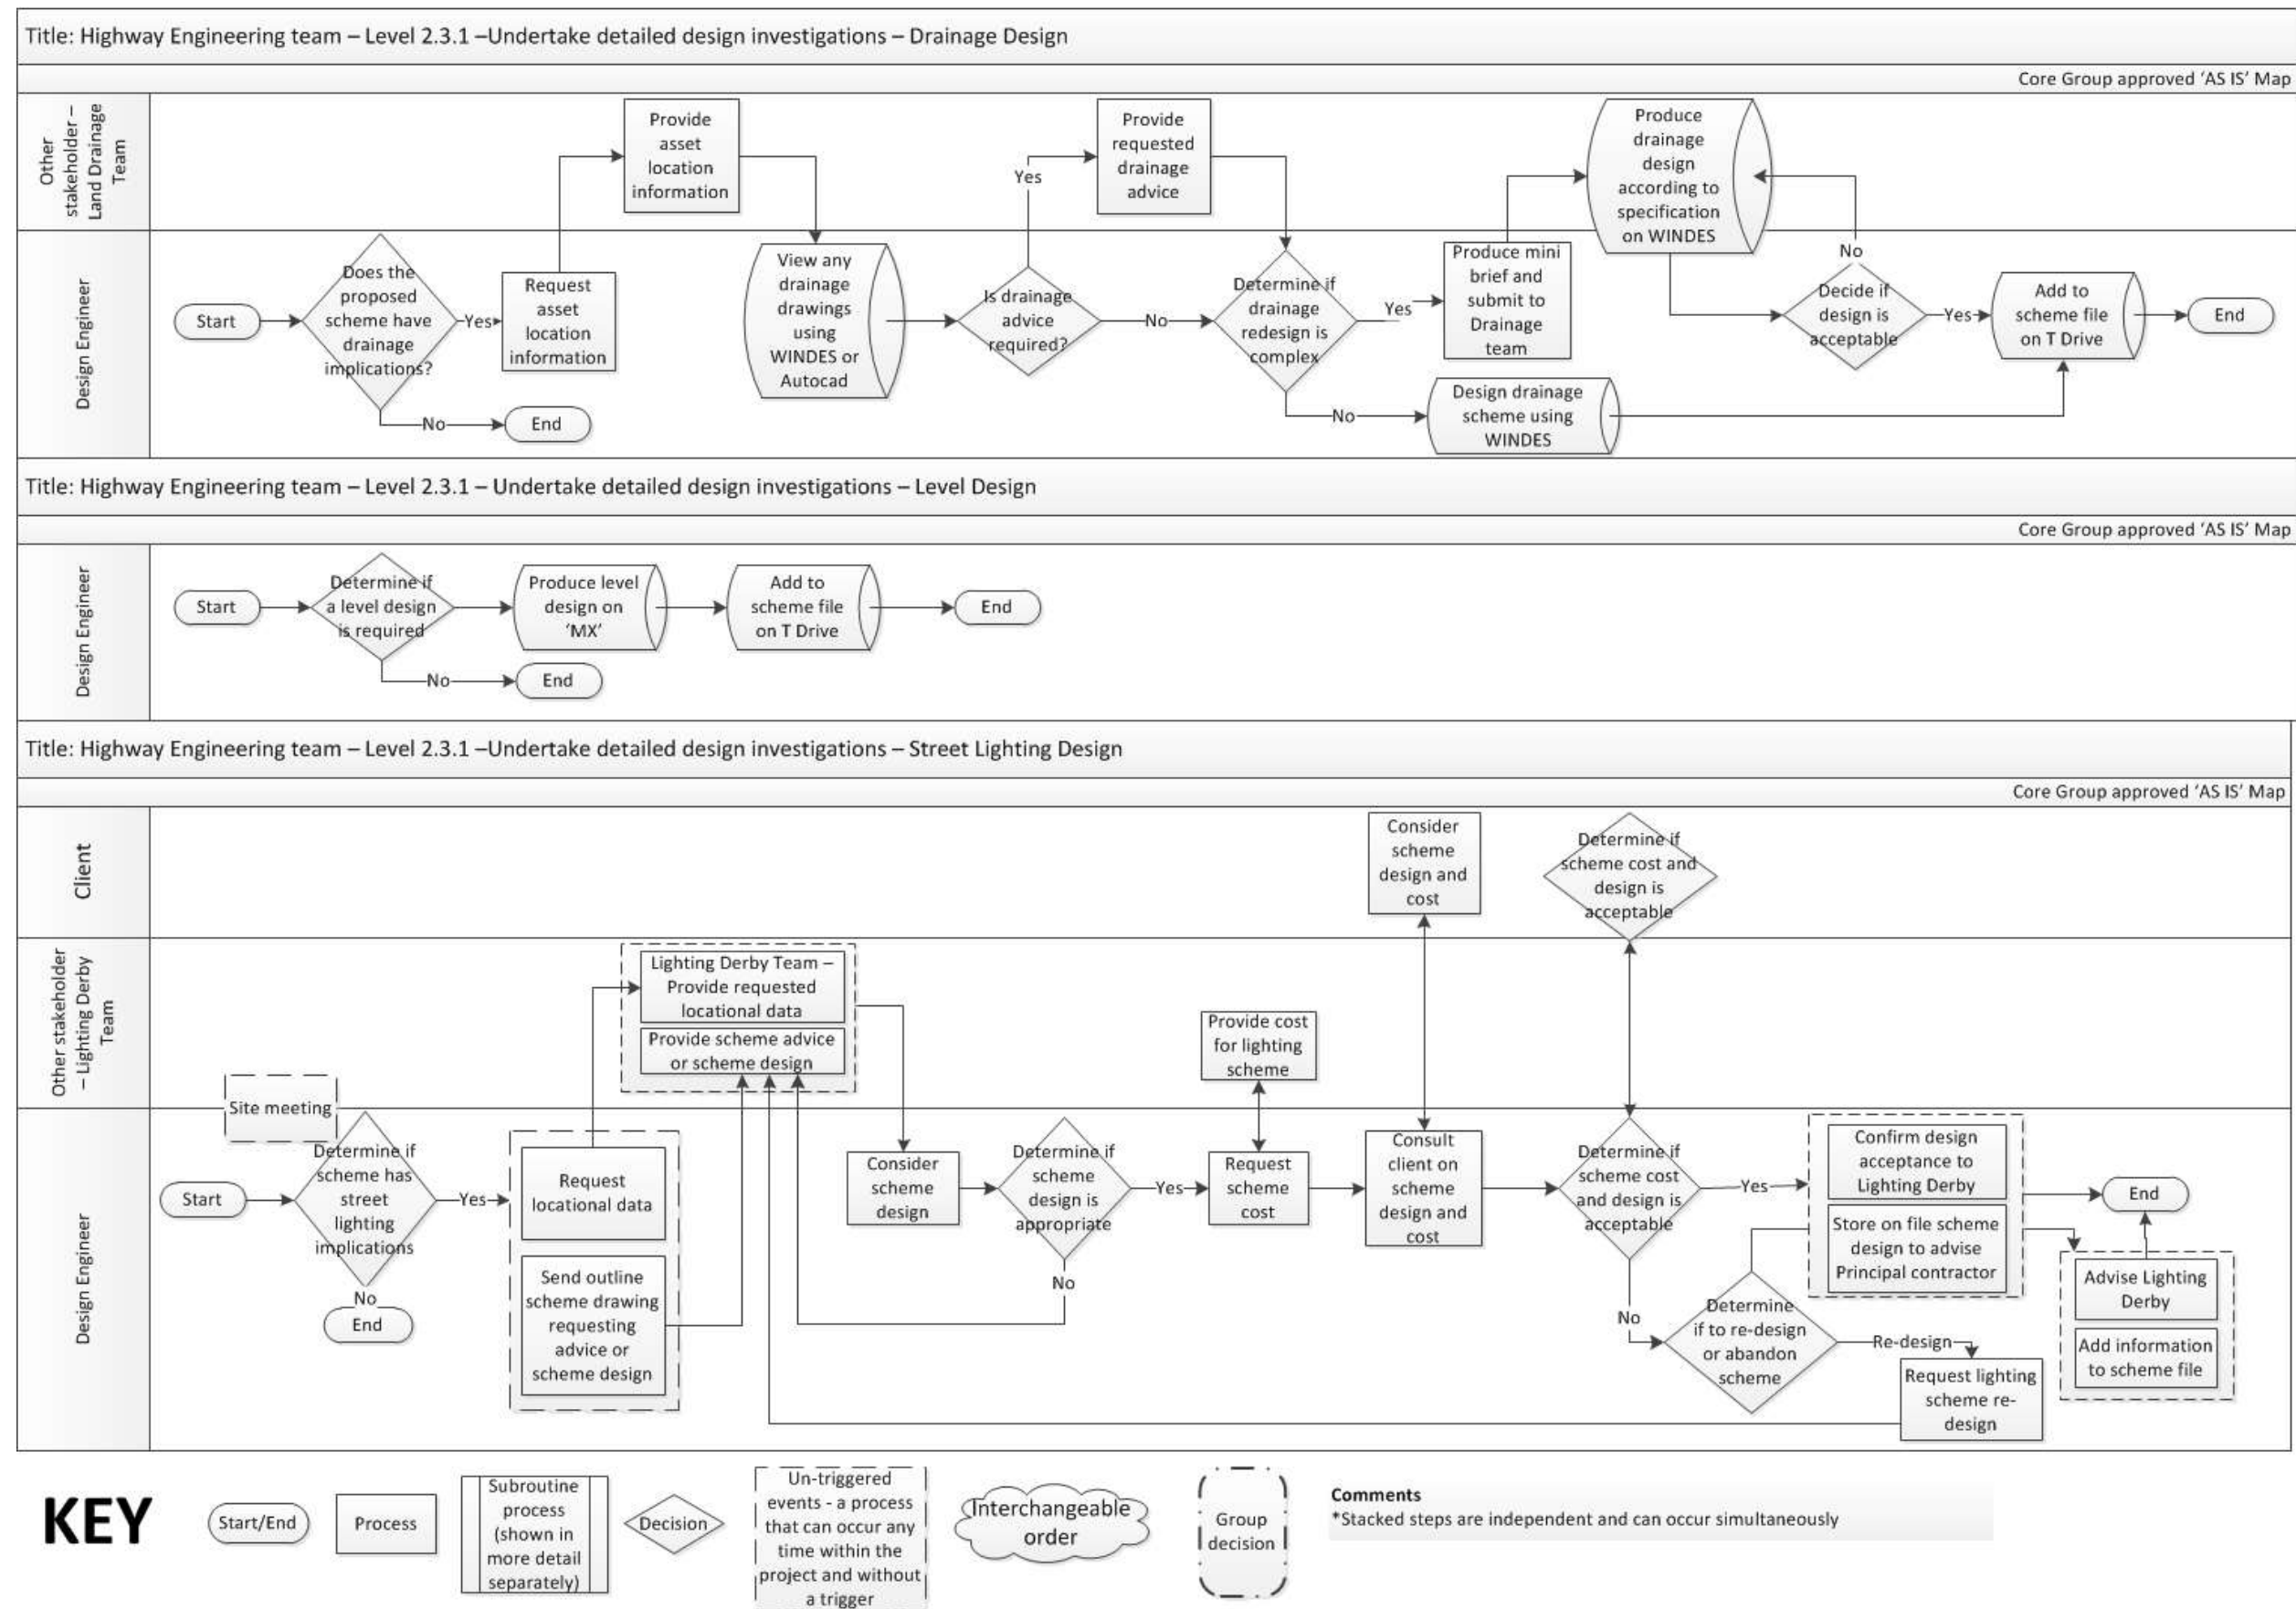 Title: Highway Engineering team – Level 2.3.1 –Undertake detailed design investigations – Drainage Design
Core Group approved ‘AS IS’ Map
Other
stakeholder –
Land Drainage
Team
Provide
asset
location
information
Provide
requested
drainage
advice
Produce
drainage
design
according to
specification
on WINDES
Yes
No
Design Engineer
Start
Does the
proposed
scheme have
drainage
implications?
Yes
Request
asset
location
information
View any
drainage
drawings
using
WINDES or
Autocad
Is drainage
advice
required?
No
Determine if
drainage
redesign is
complex
Yes
Produce mini
brief and
submit to
Drainage
team
Decide if
design is
acceptable
Yes
Add to
scheme file
on T Drive
End
No
End
No
Design drainage
scheme using
WINDES
Title: Highway Engineering team – Level 2.3.1 – Undertake detailed design investigations – Level Design
Core Group approved ‘AS IS’ Map
Design Engineer
Start
Determine if
a level design
is required
Produce level
design on
‘MX’
Add to
scheme file
on T Drive
End
No
End
Title: Highway Engineering team – Level 2.3.1 –Undertake detailed design investigations – Street Lighting Design
Core Group approved ‘AS IS’ Map
Client
Consider
scheme
design and
cost
Determine if
scheme cost and
design is
acceptable
Other stakeholder
– Lighting Derby
Team
Lighting Derby Team –
Provide requested
locational data
Provide scheme advice
or scheme design
Provide cost
for lighting
scheme
Site meeting
Design Engineer
Start
Determine if
scheme has
street
lighting
implications
Yes
No
End
Request
locational data
Send outline
scheme drawing
requesting
advice or
scheme design
Consider
scheme
design
Determine if
scheme
design is
appropriate
Yes
No
Request
scheme
cost
Consult
client on
scheme
design and
cost
Determine if
scheme cost
and design is
acceptable
Yes
No
Confirm design
acceptance to
Lighting Derby
Store on file scheme
design to advise
Principal contractor
End
Determine
if to re-design
or abandon
scheme
Re-design
Request lighting
scheme re-
design
Advise Lighting
Derby
Add information
to scheme file
KEY
Start/End
Process
Subroutine
process
(shown in
more detail
separately)
Decision
Un-triggered
events - a process
that can occur any
time within the
project and without
a trigger
Interchangeable
order
Group
decision
Comments
*Stacked steps are independent and can occur simultaneously